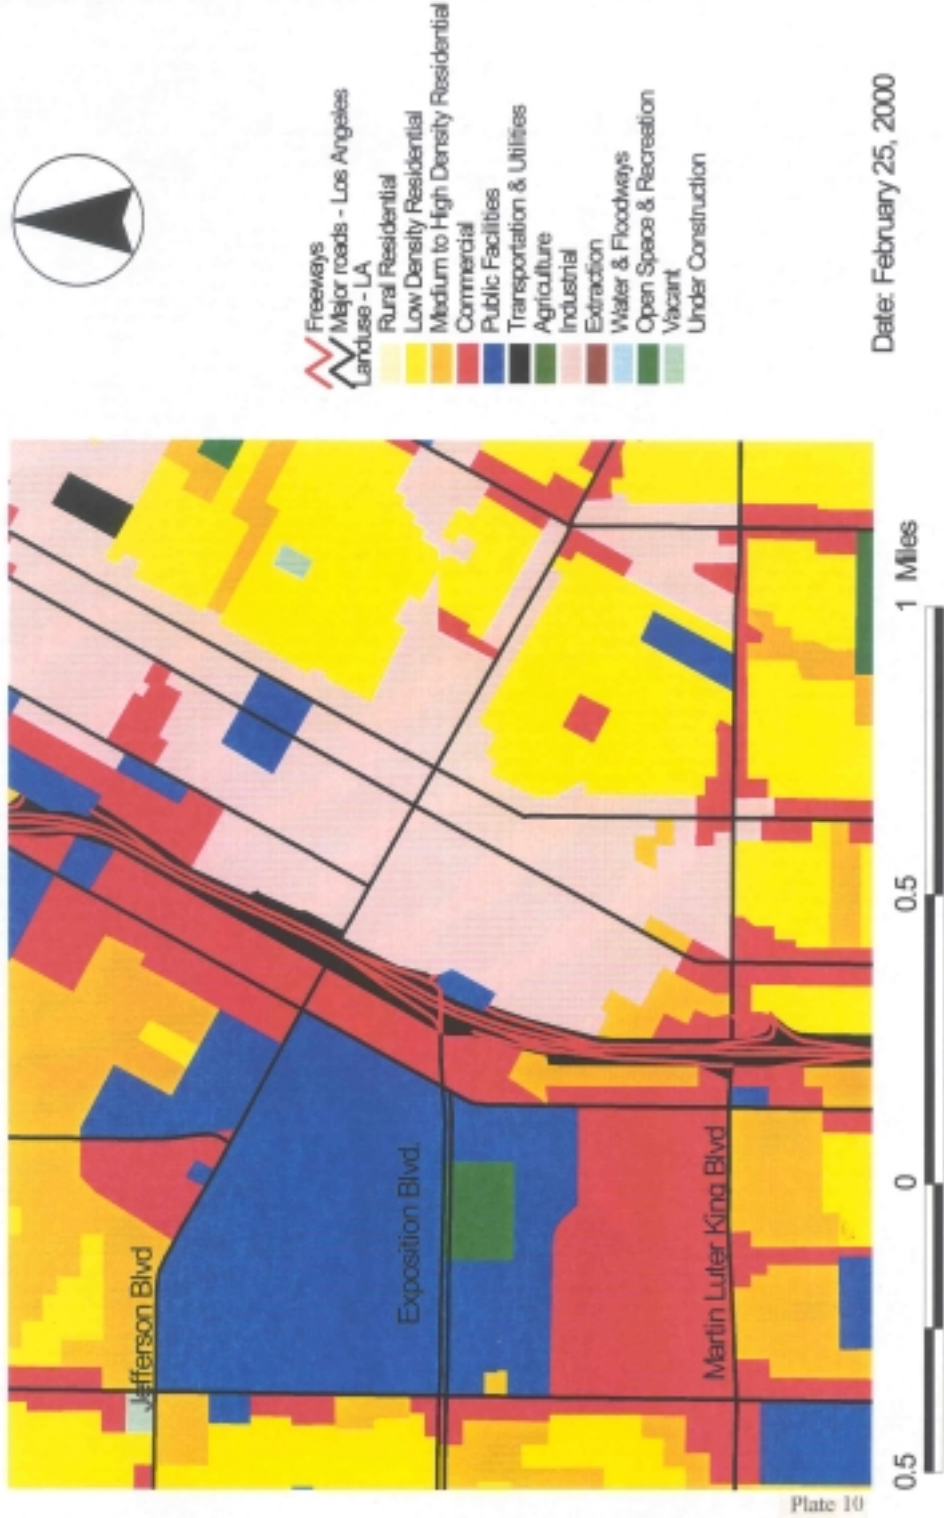 Jefferson Blvd
Exposition Blvd.
Martin Luter King Blvd
Freeways
Major roads - Los Angeles
Landuse - LA
Rural Residential
Low Density Residential
Medium to High Density Residential
Commercial
Public Facilities
Transportation & Utilities
Agriculture
Industrial
Extraction
Water & Floodways
Open Space & Recreation
Vacant
Under Construction
0.5 0 0.5 1 Miles
Date: February 25, 2000
Plate 10